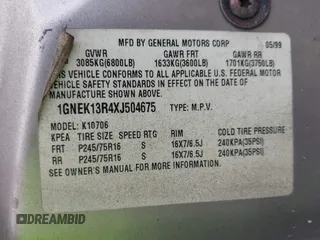 MFD BY GENERAL MOTORS CORP 05/99
GVWR GAWR FRT GAWR RR
3085KG(6800LB) 1633KG(3600LB) 1701KG(3750LB)
THIS VEHICLE CONFORMS TO ALL APPLICABLE U.S. FEDERAL
MOTOR VEHICLE SAFETY STANDARDS IN EFFECT ON THE DATE
OF MANUFACTURE SHOWN ABOVE.
1GNEK13R4XJ504675 TYPE: M.P.V.
MODEL: K10706
KPEA TIRE SIZE SPEED RTG RIM COLD TIRE PRESSURE
FRT P245/75R16 S 16X7/6.5J 240KPA(35PSI)
RR P245/75R16 S 16X7/6.5J 240KPA(35PSI)
SEE OWNER'S MANUAL FOR MORE INFORMATION.
DREAMBID